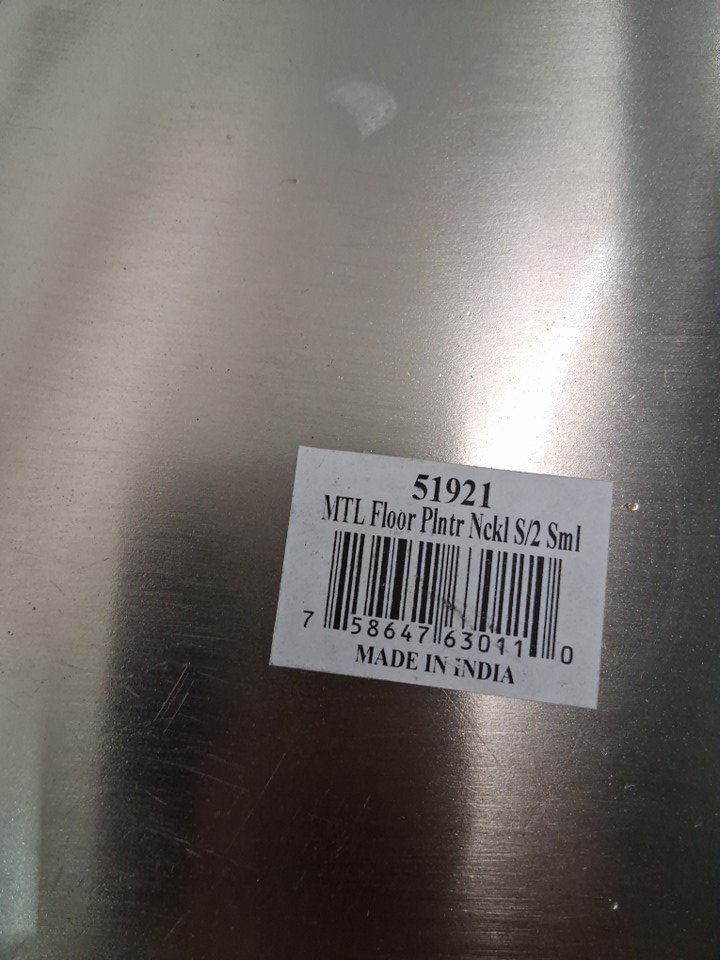 51921
MTL Floor Plntr Nckl S/2 Sml
7 58647 63011 0
MADE IN INDIA